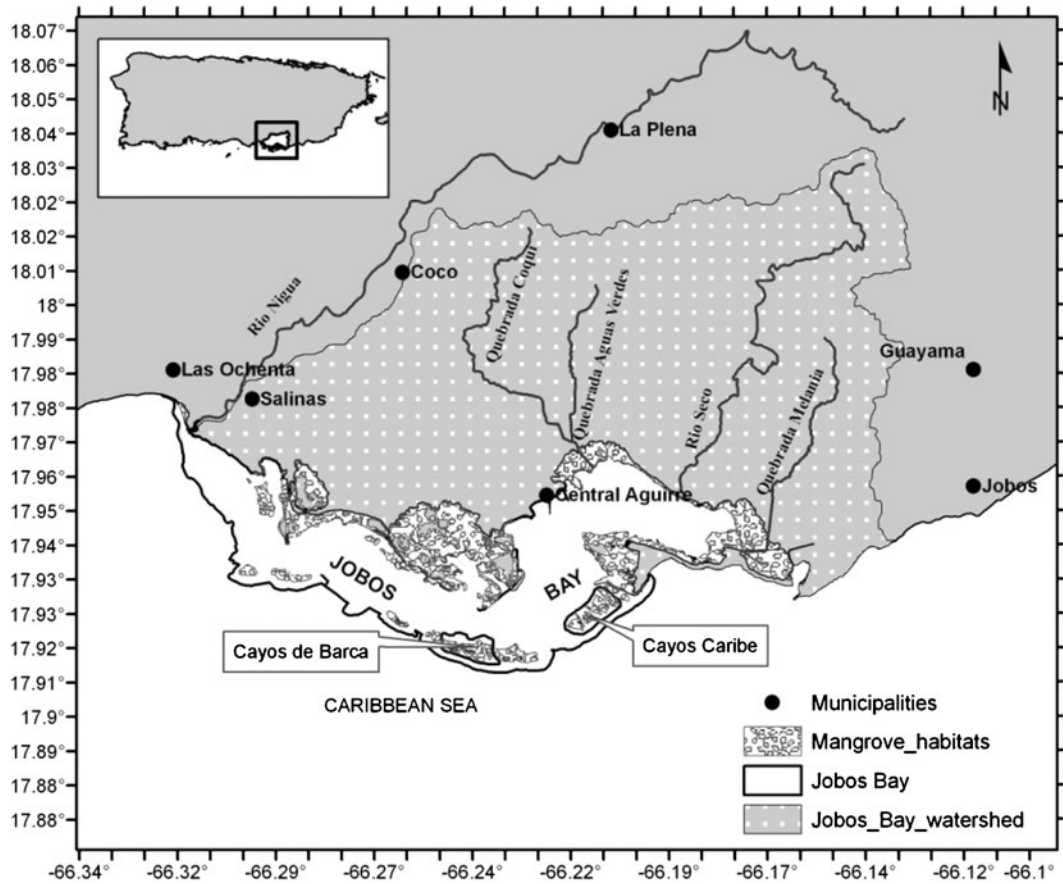 18.07°
18.06°
18.05°
18.04°
18.03°
18.02°
18.02°
18.01°
18°
17.99°
17.98°
17.98°
17.97°
17.96°
17.95°
17.94°
17.93°
17.93°
17.92°
17.91°
17.9°
17.89°
17.88°
17.88°
N
La Plena
Coco
Rio Nigua
Quebrada Coqui
Quebrada Aguas Verdes
Las Ochenta
Salinas
Guayama
Rio Seco
Quebrada Melania
Central Aguirre
Jobos
JOBOS
BAY
Cayos de Barca
Cayos Caribe
CARIBBEAN SEA
Municipalities
Mangrove_habitats
Jobos Bay
Jobos_Bay_watershed
-66.34 -66.32° -66.29° -66.27° -66.24 -66.22° -66.19° -66.17° -66.14° -66.12° -66.1°